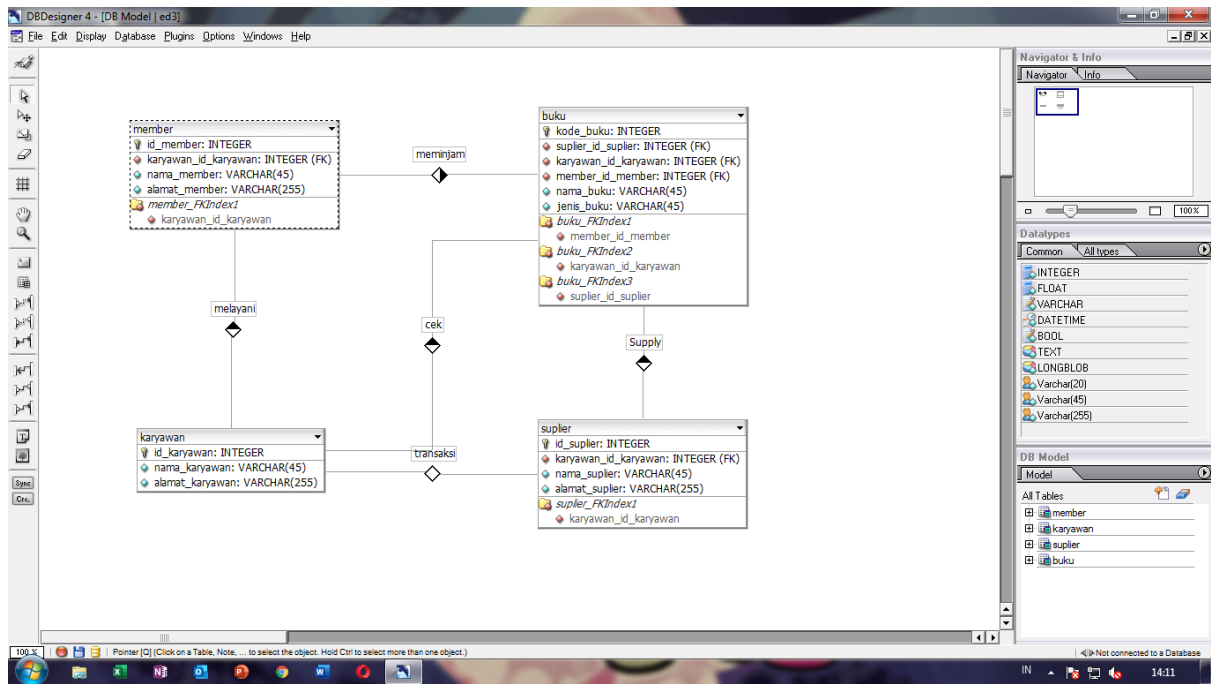 DBDesigner 4 - [DB Model | ed3]
File Edit Display Database Plugins Options Windows Help
member
id_member: INTEGER
karyawan_id_karyawan: INTEGER (FK)
nama_member: VARCHAR(45)
alamat_member: VARCHAR(255)
member_FKIndex1
karyawan_id_karyawan
meminjam
buku
kode_buku: INTEGER
suplier_id_suplier: INTEGER (FK)
karyawan_id_karyawan: INTEGER (FK)
member_id_member: INTEGER (FK)
nama_buku: VARCHAR(45)
jenis_buku: VARCHAR(45)
buku_FKIndex1
member_id_member
buku_FKIndex2
karyawan_id_karyawan
buku_FKIndex3
suplier_id_suplier
melayani
cek
Supply
karyawan
id_karyawan: INTEGER
nama_karyawan: VARCHAR(45)
alamat_karyawan: VARCHAR(255)
transaksi
suplier
id_suplier: INTEGER
karyawan_id_karyawan: INTEGER (FK)
nama_suplier: VARCHAR(45)
alamat_suplier: VARCHAR(255)
suplier_FKIndex1
karyawan_id_karyawan
Navigator & Info
Navigator Info
100%
Datatypes
Common All types
INTEGER
FLOAT
VARCHAR
DATETIME
BOOL
TEXT
LONGBLOB
Varchar(20)
Varchar(45)
Varchar(255)
DB Model
Model
All Tables
member
karyawan
suplier
buku
Sync
100 % Pointer [Q] (Click on a Table, Note, ... to select the object. Hold Ctrl to select more than one object.)
Not connected to a Database
IN 14:11